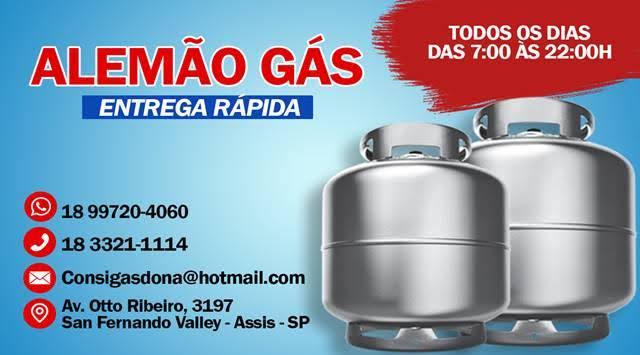 ALEMÃO GÁS
ENTREGA RÁPIDA
TODOS OS DIAS
DAS 7:00 ÀS 22:00H
18 99720-4060
18 3321-1114
Consigasdona@hotmail.com
Av. Otto Ribeiro, 3197
San Fernando Valley - Assis - SP